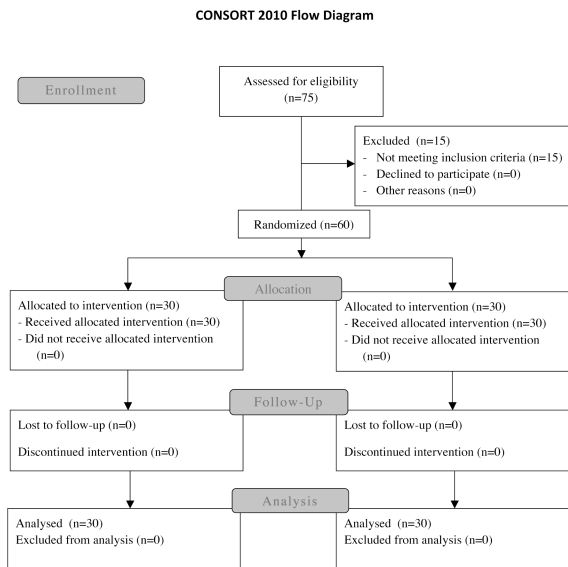 CONSORT 2010 Flow Diagram
Enrollment
Assessed for eligibility
(n=75)
Excluded (n=15)
- Not meeting inclusion criteria (n=15)
- Declined to participate (n=0)
- Other reasons (n=0)
Randomized (n=60)
Allocation
Allocated to intervention (n=30)
- Received allocated intervention (n=30)
- Did not receive allocated intervention
(n=0)
Allocated to intervention (n=30)
- Received allocated intervention (n=30)
- Did not receive allocated intervention
(n=0)
Follow-Up
Lost to follow-up (n=0)
Discontinued intervention (n=0)
Lost to follow-up (n=0)
Discontinued intervention (n=0)
Analysis
Analysed (n=30)
Excluded from analysis (n=0)
Analysed (n=30)
Excluded from analysis (n=0)